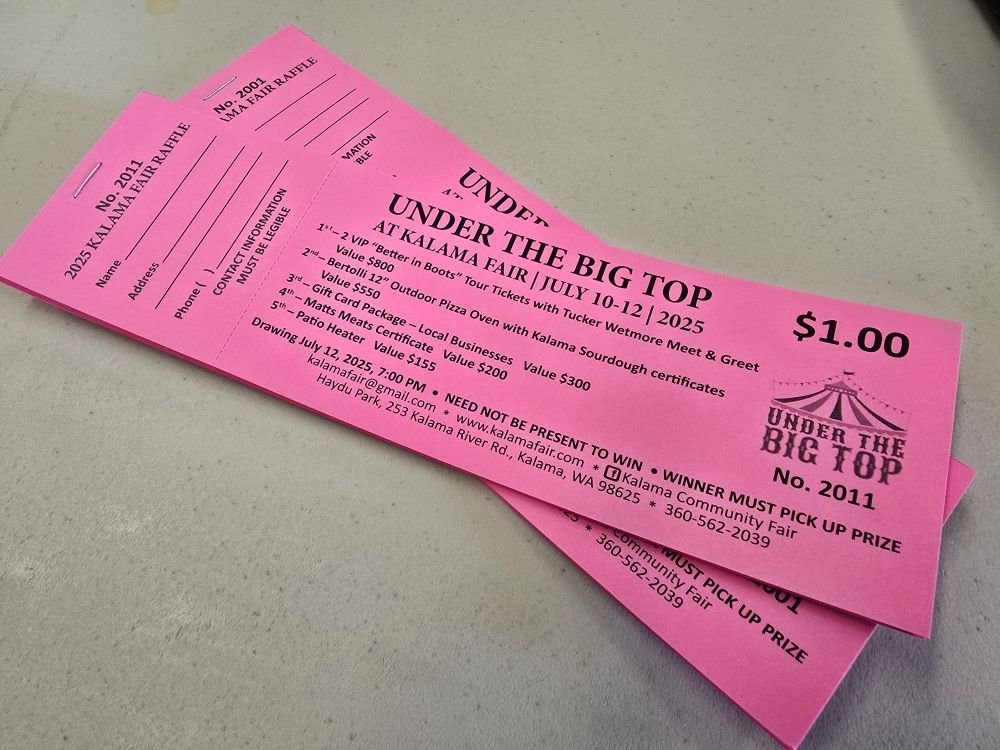 No. 2001
AMA FAIR RAFFLE
MATION
BLE
UNDER
No. 2011
2025 KALAMA FAIR RAFFLE
Name
Address
Phone ( )
CONTACT INFORMATION
MUST BE LEGIBLE
UNDER THE BIG TOP
AT KALAMA FAIR | JULY 10-12 | 2025
1st – 2 VIP “Better in Boots” Tour Tickets with Tucker Wetmore Meet & Greet
Value $800
2nd – Bertolli 12” Outdoor Pizza Oven with Kalama Sourdough certificates
Value $550
3rd – Gift Card Package – Local Businesses Value $300
4th – Matts Meats Certificate Value $200
5th – Patio Heater Value $155
Drawing July 12, 2025, 7:00 PM • NEED NOT BE PRESENT TO WIN • WINNER MUST PICK UP PRIZE
kalamafair@gmail.com * www.kalamafair.com * Kalama Community Fair
Haydu Park, 253 Kalama River Rd., Kalama, WA 98625 * 360-562-2039
$1.00
UNDER THE
BIG TOP
No. 2011
2001
MUST PICK UP PRIZE
Community Fair
* 360-562-2039